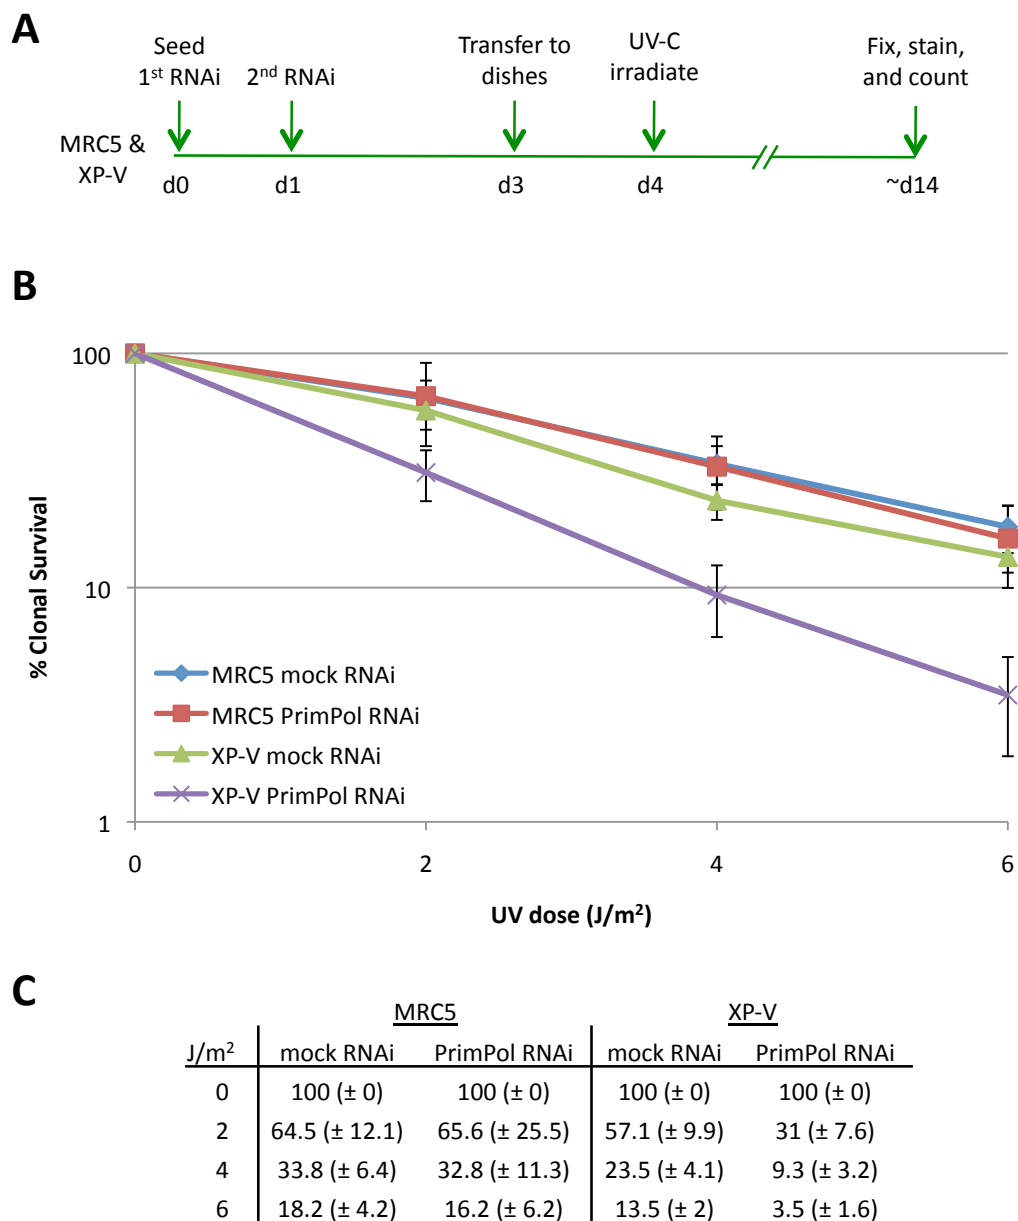 A
Seed
1st RNAi
2nd RNAi
Transfer to
dishes
UV-C
irradiate
Fix, stain,
and count
MRC5 &
XP-V
d0
d1
d3
d4
~d14
B
% Clonal Survival
100
10
1
MRC5 mock RNAi
MRC5 PrimPol RNAi
XP-V mock RNAi
XP-V PrimPol RNAi
0 2 4 6
UV dose (J/m²)
C
MRC5 XP-V
J/m² mock RNAi PrimPol RNAi mock RNAi PrimPol RNAi
0 100 (± 0) 100 (± 0) 100 (± 0) 100 (± 0)
2 64.5 (± 12.1) 65.6 (± 25.5) 57.1 (± 9.9) 31 (± 7.6)
4 33.8 (± 6.4) 32.8 (± 11.3) 23.5 (± 4.1) 9.3 (± 3.2)
6 18.2 (± 4.2) 16.2 (± 6.2) 13.5 (± 2) 3.5 (± 1.6)